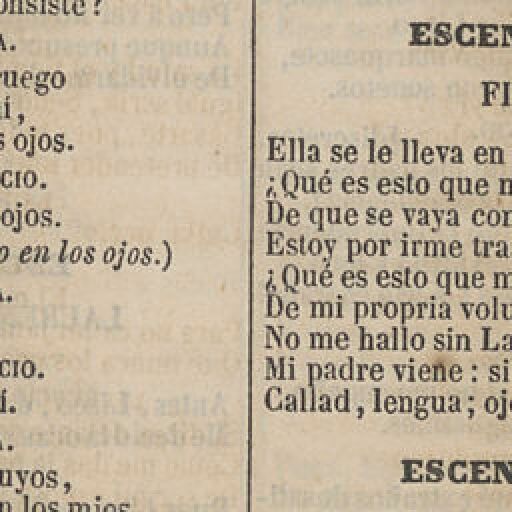 onsiste?
A.
ruego
í,
s ojos.
CIO.
ojos.
o en los ojos.)
A.
CIO.
Í.
A.
uyos,
n los mios
ESCEN
FI
Ella se le lleva en
¿Qué es esto que m
De que se vaya con
Estoy por irme tra
¿Qué es esto que m
De mi propria volu
No me hallo sin La
Mi padre viene: si
Callad, lengua; ojo
ESCEN